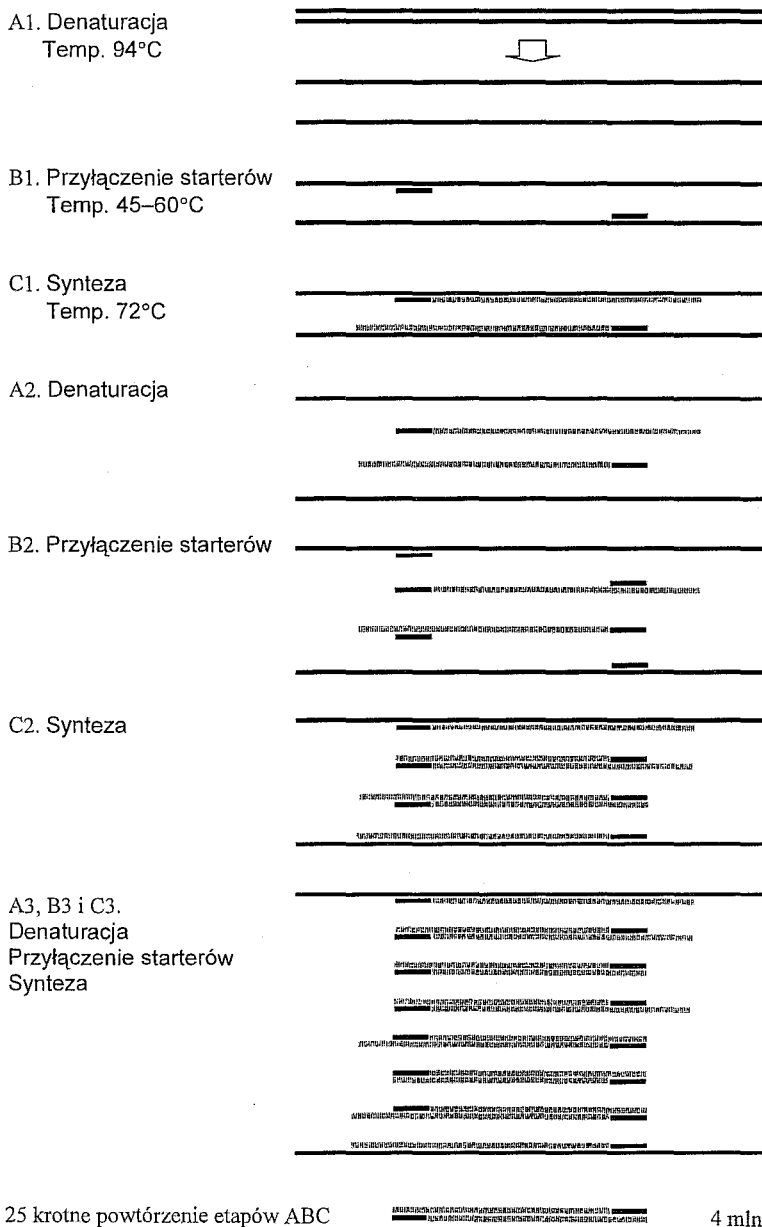 A1. Denaturacja
Temp. 94°C
B1. Przyłączenie starterów
Temp. 45–60°C
C1. Synteza
Temp. 72°C
A2. Denaturacja
B2. Przyłączenie starterów
C2. Synteza
A3, B3 i C3.
Denaturacja
Przyłączenie starterów
Synteza
25 krotne powtórzenie etapów ABC 4 mln